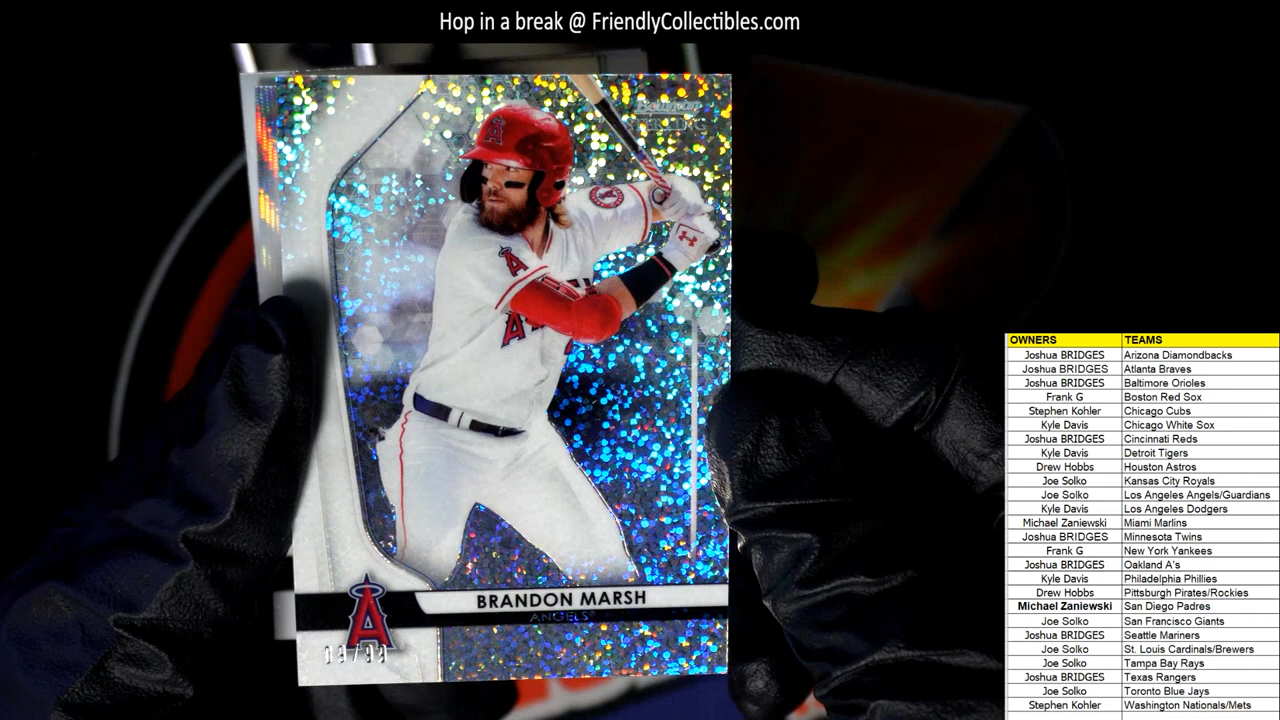 Hop in a break @ FriendlyCollectibles.com
Bowman
STERLING
BRANDON MARSH
ANGELS
09/99
OWNERS TEAMS
Joshua BRIDGES Arizona Diamondbacks
Joshua BRIDGES Atlanta Braves
Joshua BRIDGES Baltimore Orioles
Frank G Boston Red Sox
Stephen Kohler Chicago Cubs
Kyle Davis Chicago White Sox
Joshua BRIDGES Cincinnati Reds
Kyle Davis Detroit Tigers
Drew Hobbs Houston Astros
Joe Solko Kansas City Royals
Joe Solko Los Angeles Angels/Guardians
Kyle Davis Los Angeles Dodgers
Michael Zaniewski Miami Marlins
Joshua BRIDGES Minnesota Twins
Frank G New York Yankees
Joshua BRIDGES Oakland A's
Kyle Davis Philadelphia Phillies
Drew Hobbs Pittsburgh Pirates/Rockies
Michael Zaniewski San Diego Padres
Joe Solko San Francisco Giants
Joshua BRIDGES Seattle Mariners
Joe Solko St. Louis Cardinals/Brewers
Joe Solko Tampa Bay Rays
Joshua BRIDGES Texas Rangers
Joe Solko Toronto Blue Jays
Stephen Kohler Washington Nationals/Mets